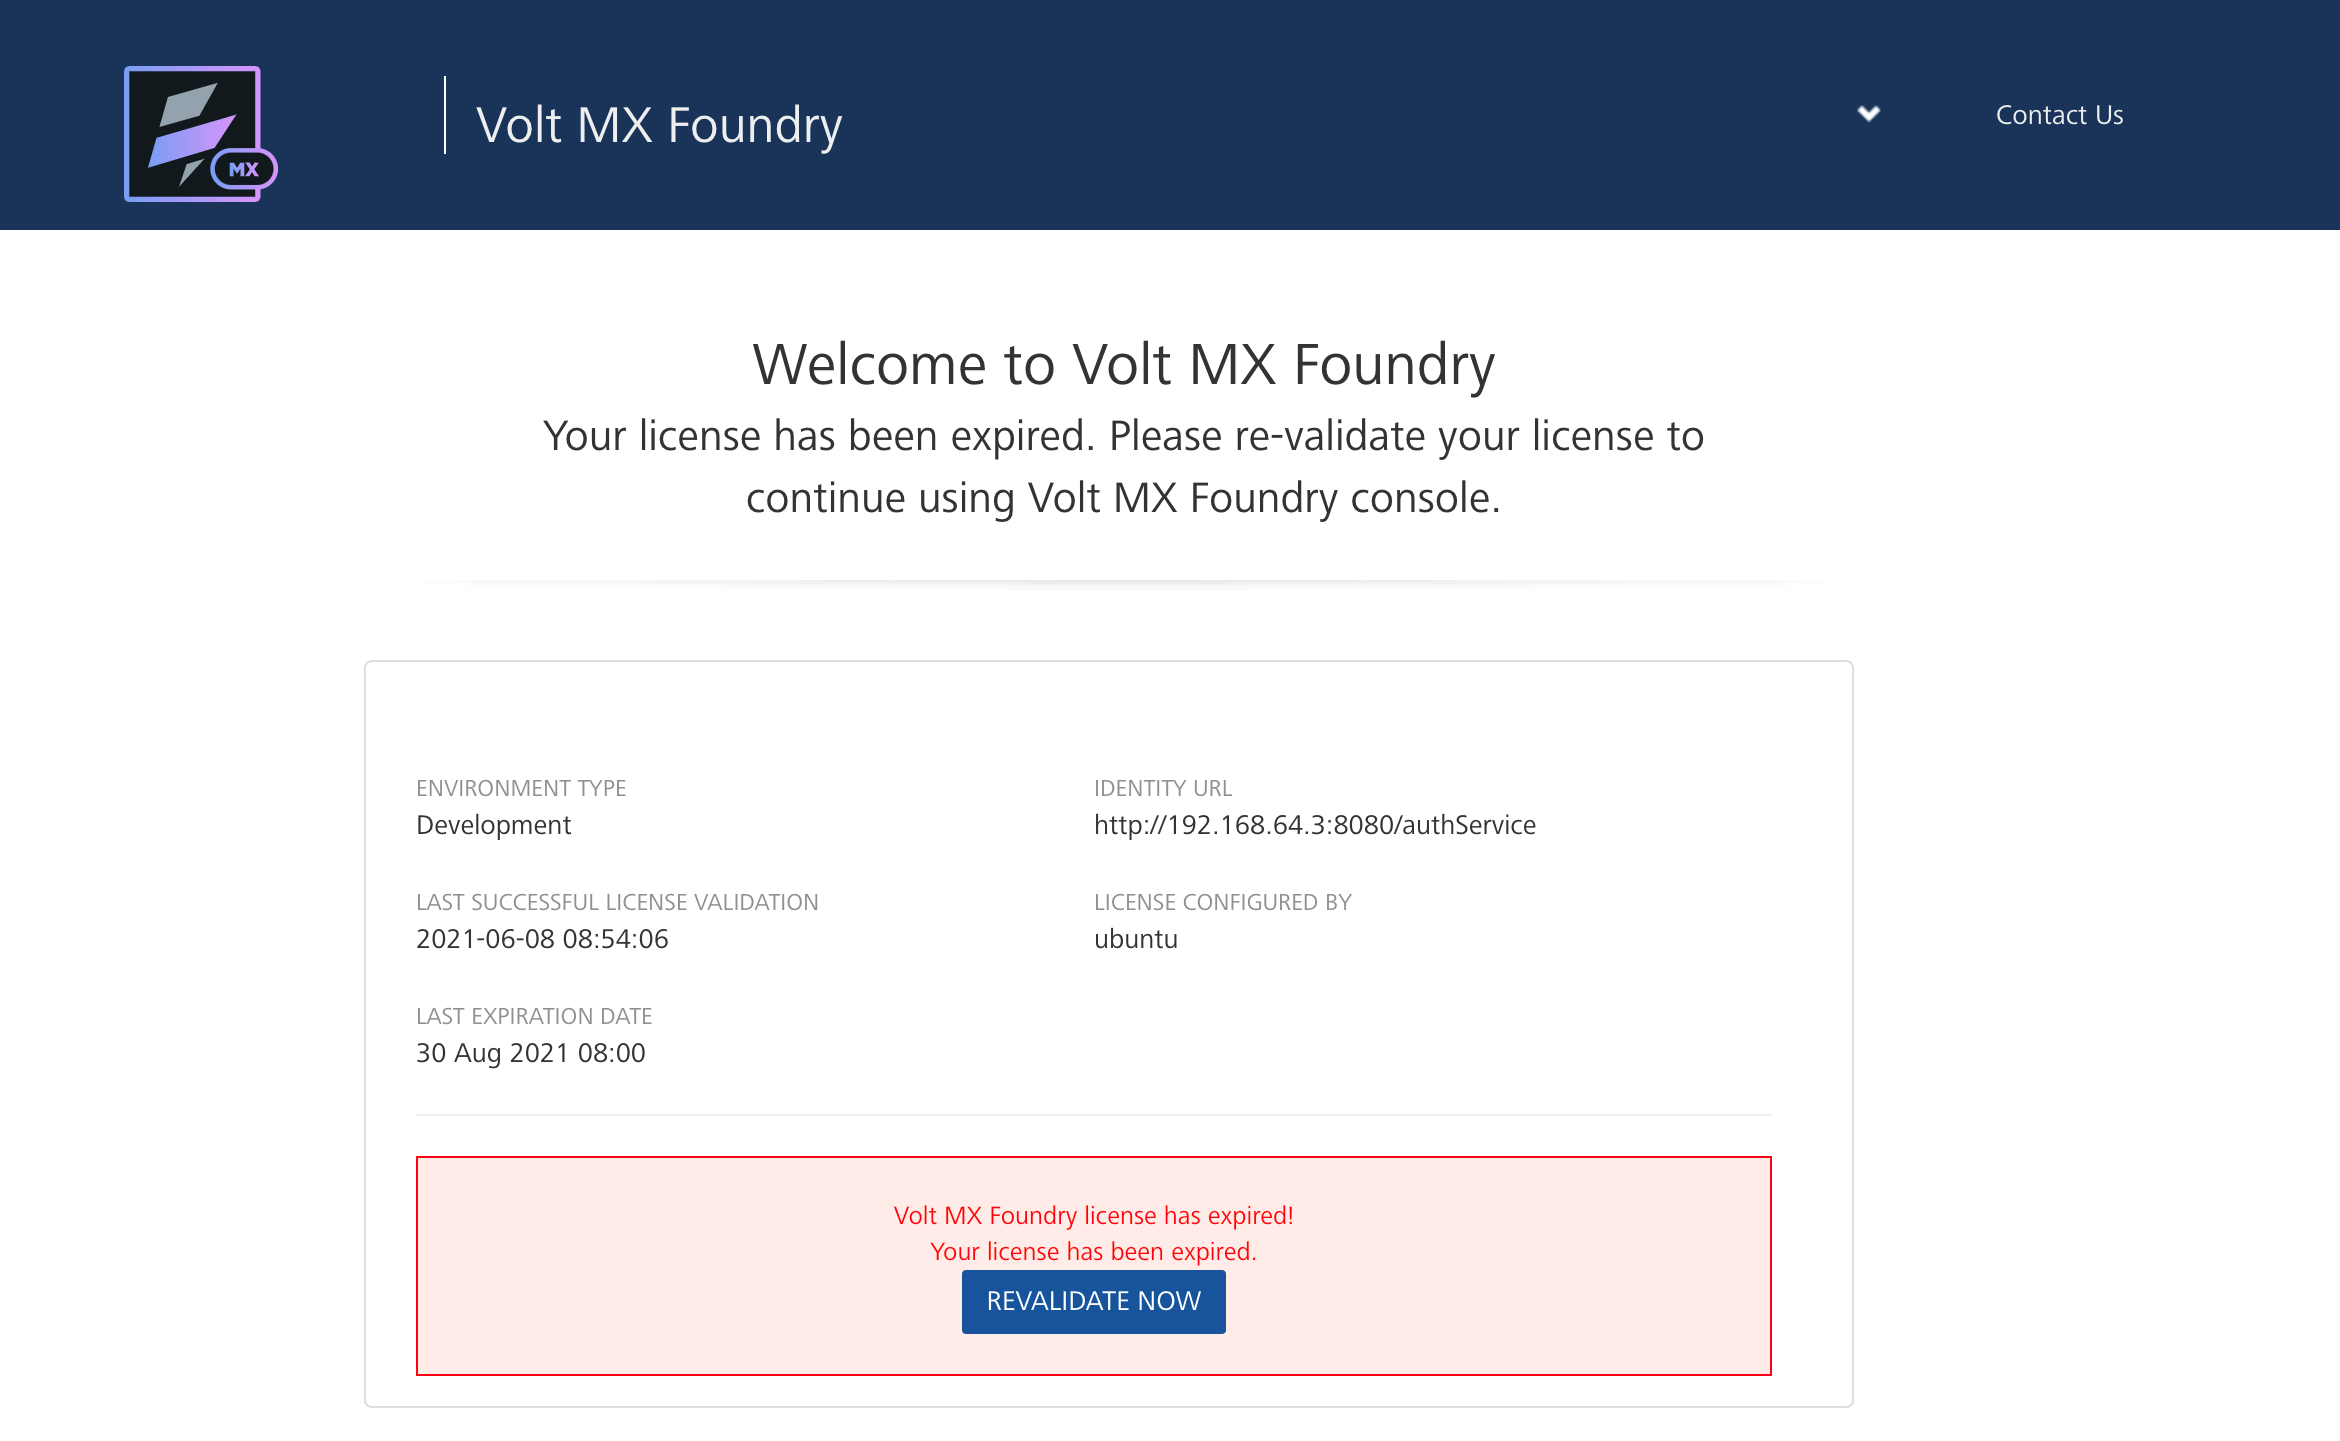 MX
Volt MX Foundry
Contact Us
Welcome to Volt MX Foundry
Your license has been expired. Please re-validate your license to
continue using Volt MX Foundry console.
ENVIRONMENT TYPE
Development
IDENTITY URL
http://192.168.64.3:8080/authService
LAST SUCCESSFUL LICENSE VALIDATION
2021-06-08 08:54:06
LICENSE CONFIGURED BY
ubuntu
LAST EXPIRATION DATE
30 Aug 2021 08:00
Volt MX Foundry license has expired!
Your license has been expired.
REVALIDATE NOW